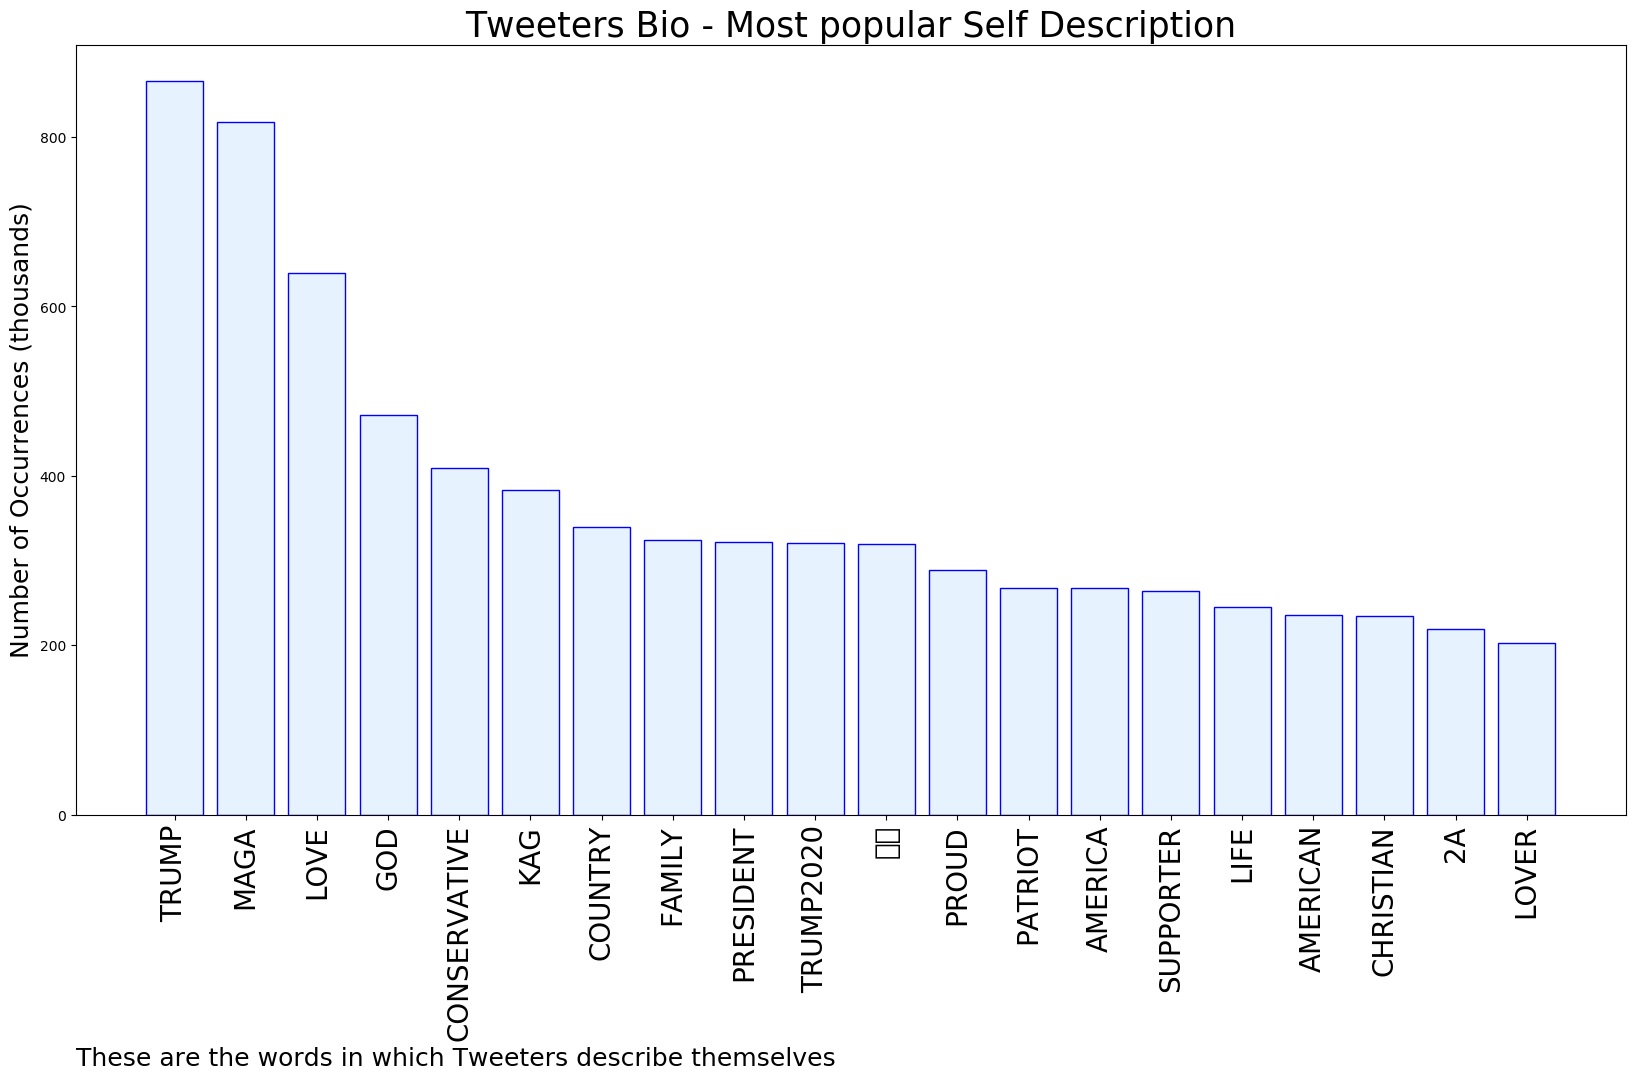 Tweeters Bio - Most popular Self Description
Number of Occurrences (thousands)
800
600
400
200
0
TRUMP
MAGA
LOVE
GOD
CONSERVATIVE
KAG
COUNTRY
FAMILY
PRESIDENT
TRUMP2020
PROUD
PATRIOT
AMERICA
SUPPORTER
LIFE
AMERICAN
CHRISTIAN
2A
LOVER
These are the words in which Tweeters describe themselves